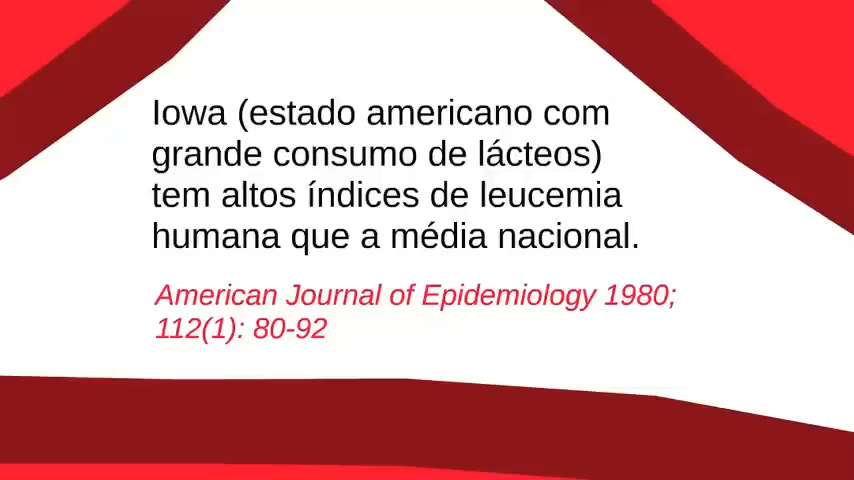 Iowa (estado americano com
grande consumo de lácteos)
tem altos índices de leucemia
humana que a média nacional.
American Journal of Epidemiology 1980;
112(1): 80-92